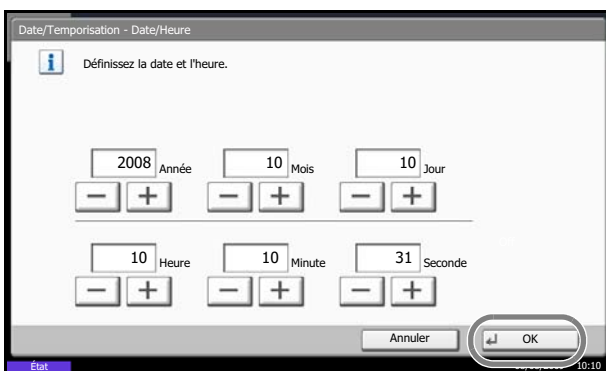 Date/Temporisation - Date/Heure
Définissez la date et l'heure.
2008 Année 10 Mois 10 Jour
10 Heure 10 Minute 31 Seconde
Annuler OK
État 10:10